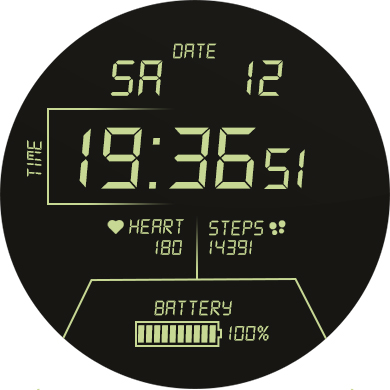 DATE
SA 12
TIME
19:36 51
HEART STEPS
180 14391
BATTERY
100%